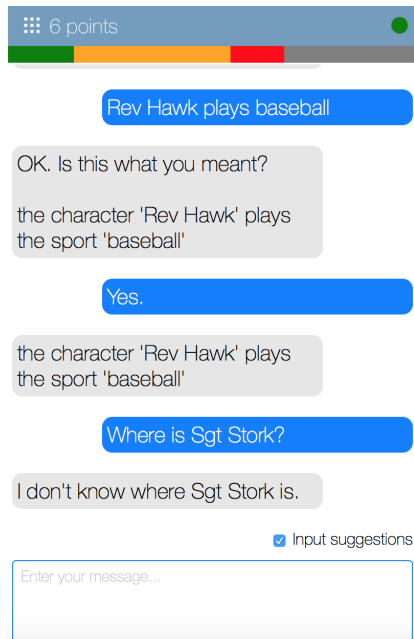 6 points
Rev Hawk plays baseball
OK. Is this what you meant?
the character 'Rev Hawk' plays
the sport 'baseball'
Yes.
the character 'Rev Hawk' plays
the sport 'baseball'
Where is Sgt Stork?
I don't know where Sgt Stork is.
Input suggestions
Enter your message...